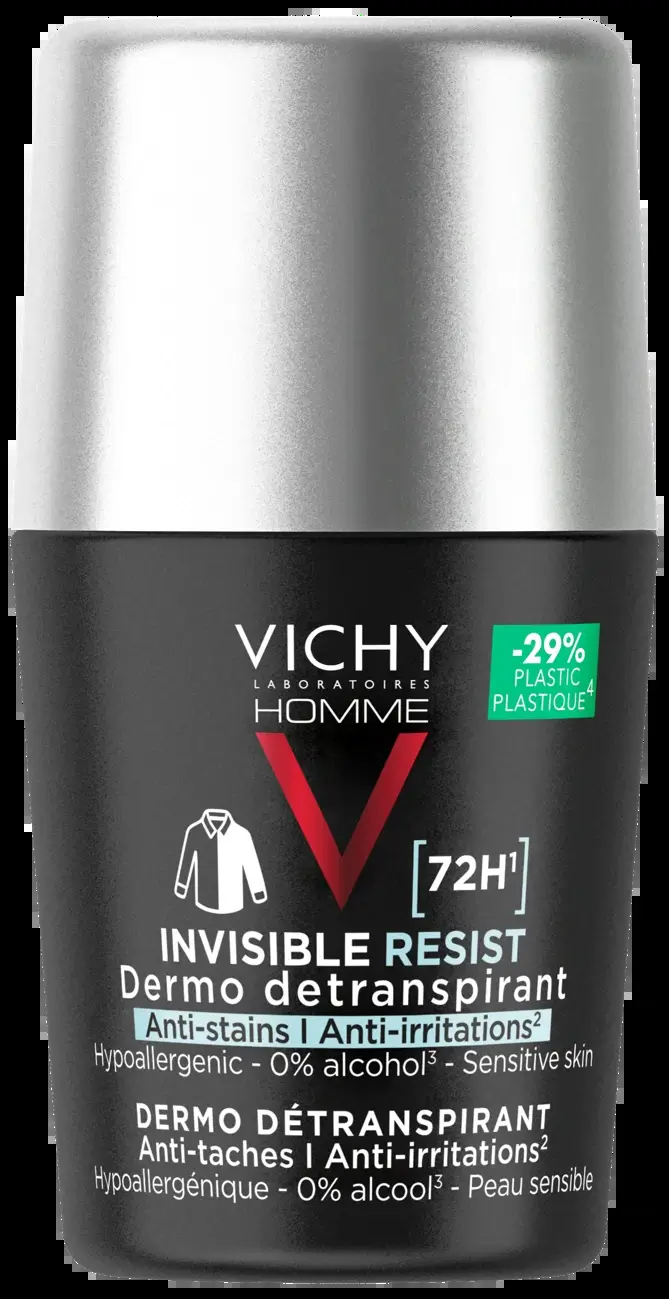 VICHY
LABORATOIRES
HOMME
-29%
PLASTIC
PLASTIQUE⁴
[72H¹]
INVISIBLE RESIST
Dermo detranspirant
Anti-stains | Anti-irritations²
Hypoallergenic - 0% alcohol³ - Sensitive skin
DERMO DÉTRANSPIRANT
Anti-taches | Anti-irritations²
Hypoallergénique - 0% alcool³ - Peau sensible